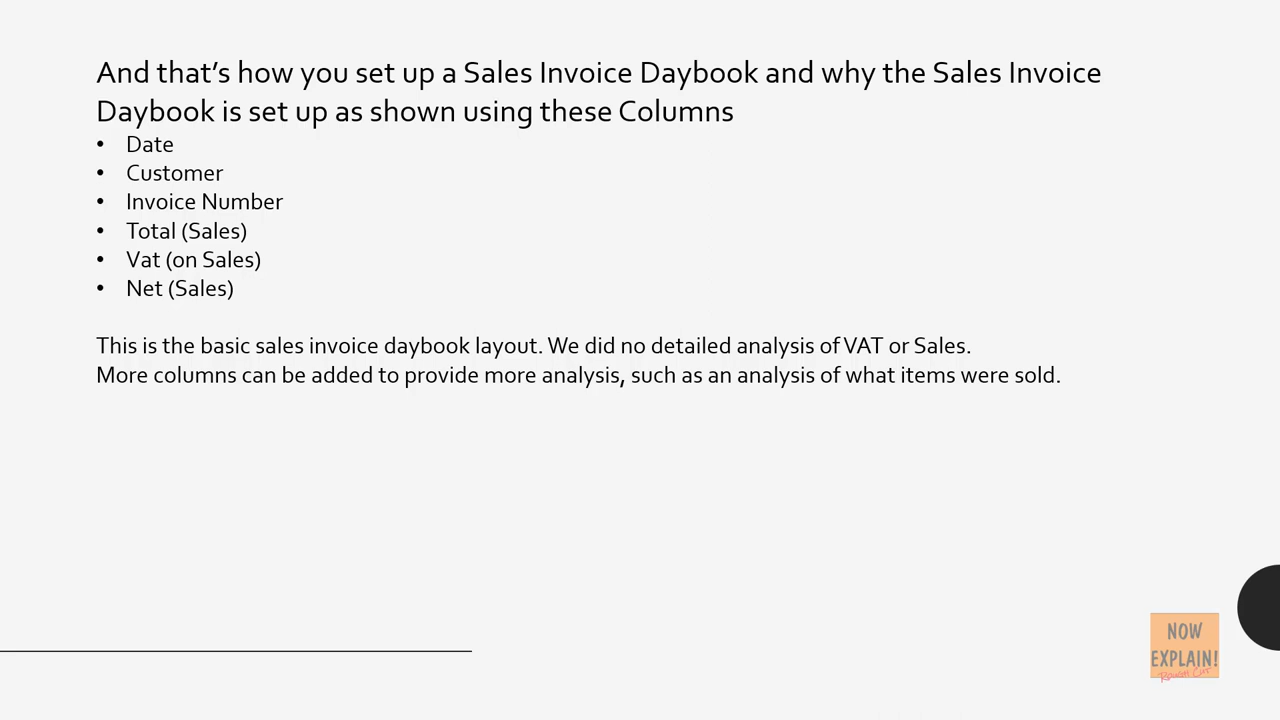 And that’s how you set up a Sales Invoice Daybook and why the Sales Invoice
Daybook is set up as shown using these Columns
• Date
• Customer
• Invoice Number
• Total (Sales)
• Vat (on Sales)
• Net (Sales)
This is the basic sales invoice daybook layout. We did no detailed analysis of VAT or Sales.
More columns can be added to provide more analysis, such as an analysis of what items were sold.
NOW
EXPLAIN!
ROUGH CUT